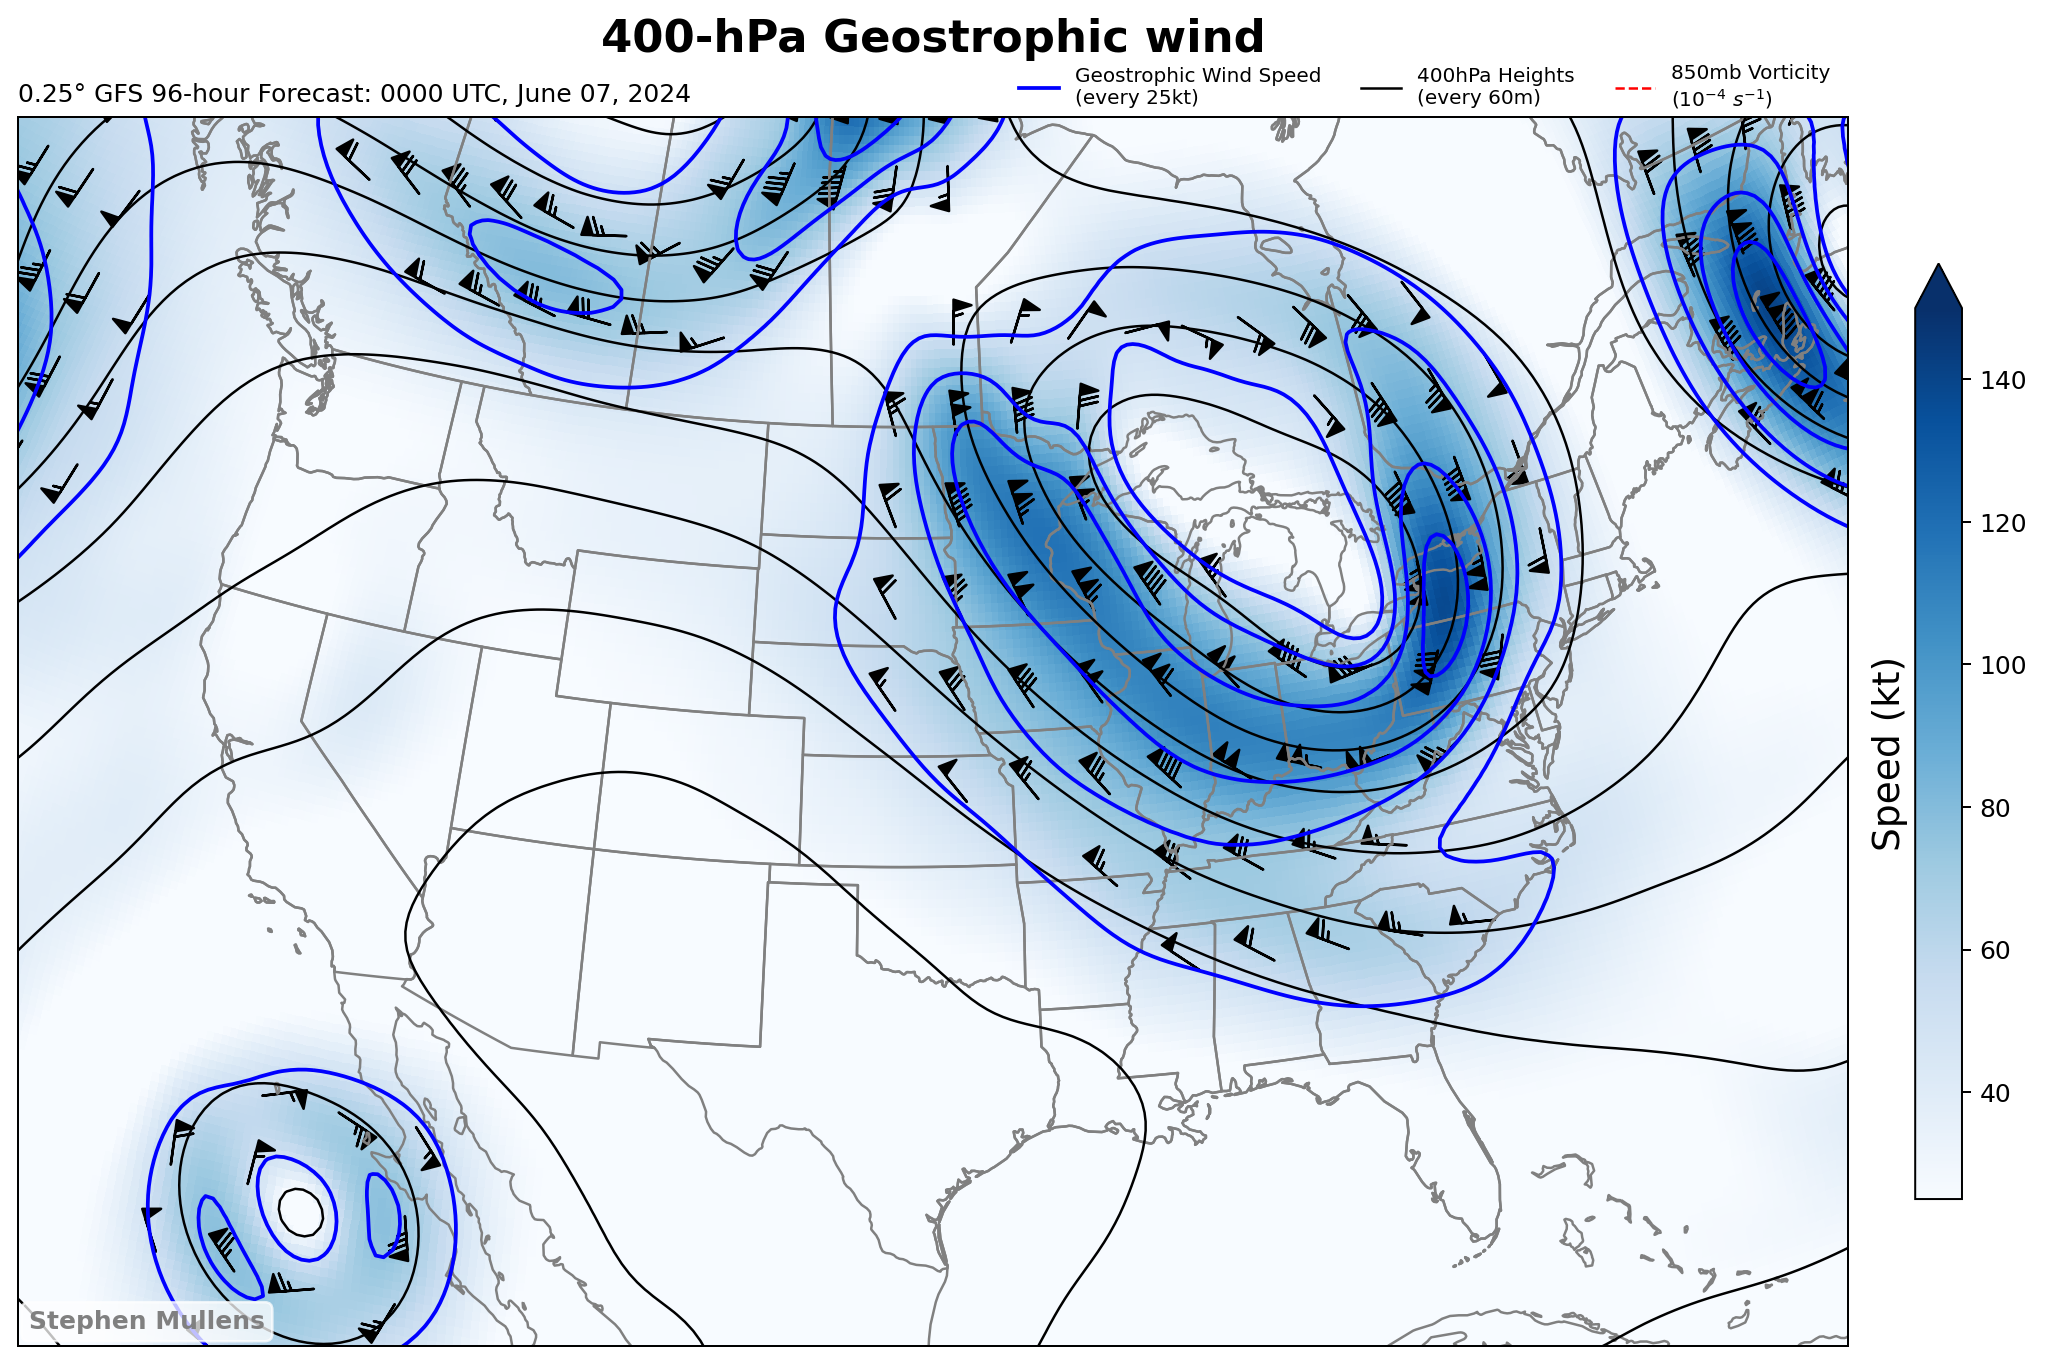 400-hPa Geostrophic wind
0.25° GFS 96-hour Forecast: 0000 UTC, June 07, 2024
Geostrophic Wind Speed
(every 25kt)
400hPa Heights
(every 60m)
850mb Vorticity
(10⁻⁴ s⁻¹)
140
120
100
80
60
40
Speed (kt)
Stephen Mullens